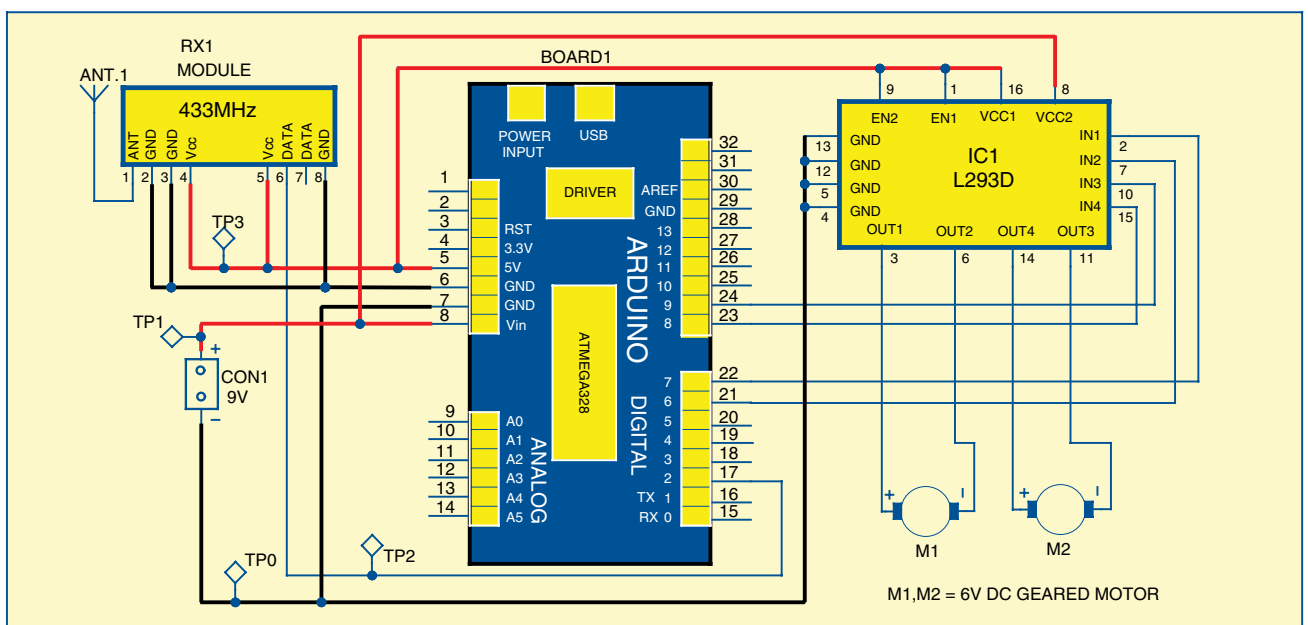 RX1
MODULE
ANT.1
433MHz
ANT
GND
GND
Vcc
Vcc
DATA
DATA
GND
1 2 3 4 5 6 7 8
TP3
TP1
+
CON1
9V
–
TP0
TP2
BOARD1
POWER
INPUT
USB
DRIVER
ARDUINO
ATMEGA328
DIGITAL
ANALOG
1
2
3 RST
4 3.3V
5 5V
6 GND
7 GND
8 Vin
9 A0
10 A1
11 A2
12 A3
13 A4
14 A5
32
31
30 AREF
29 GND
28 13
27 12
26 11
25 10
24 9
23 8
22 7
21 6
20 5
19 4
18 3
17 2
16 TX 1
15 RX 0
9 1 16 8
EN2 EN1 VCC1 VCC2
IC1
L293D
13 GND
12 GND
5 GND
4 GND
IN1 2
IN2 7
IN3 10
IN4 15
OUT1 OUT2 OUT4 OUT3
3 6 14 11
+ –
M1
+ –
M2
M1,M2 = 6V DC GEARED MOTOR